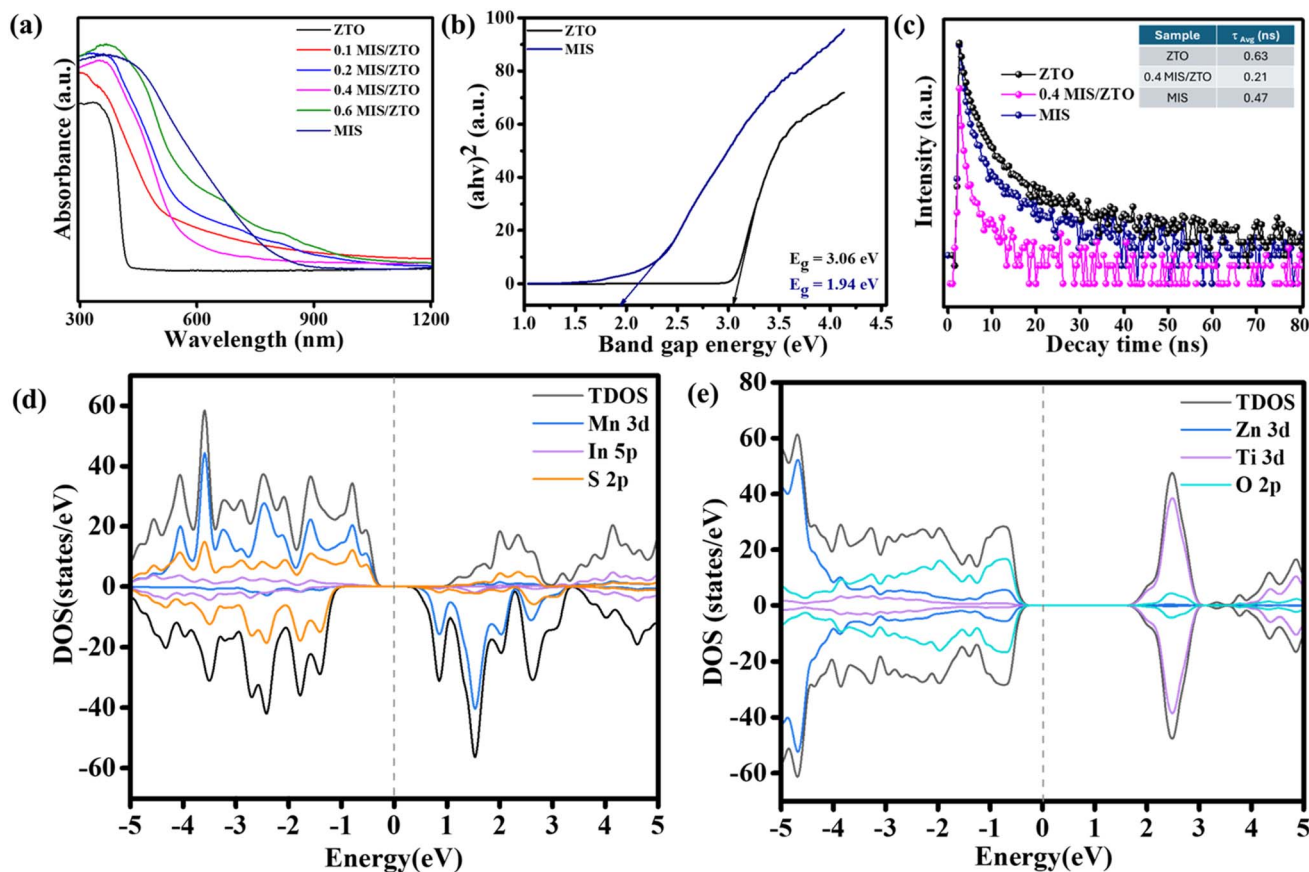 (a)
ZTO
0.1 MIS/ZTO
0.2 MIS/ZTO
0.4 MIS/ZTO
0.6 MIS/ZTO
MIS
Absorbance (a.u.)
300 600 900 1200
Wavelength (nm)
(b)
ZTO
MIS
(ahv)² (a.u.)
100
80
60
40
20
0
E_g = 3.06 eV
E_g = 1.94 eV
1.0 1.5 2.0 2.5 3.0 3.5 4.0 4.5
Band gap energy (eV)
(c)
Sample τ Avg (ns)
ZTO 0.63
0.4 MIS/ZTO 0.21
MIS 0.47
ZTO
0.4 MIS/ZTO
MIS
Intensity (a.u.)
0 10 20 30 40 50 60 70 80
Decay time (ns)
(d)
TDOS
Mn 3d
In 5p
S 2p
DOS(states/eV)
60
40
20
0
-20
-40
-60
-5 -4 -3 -2 -1 0 1 2 3 4 5
Energy(eV)
(e)
TDOS
Zn 3d
Ti 3d
O 2p
DOS (states/eV)
80
60
40
20
0
-20
-40
-60
-5 -4 -3 -2 -1 0 1 2 3 4 5
Energy(eV)